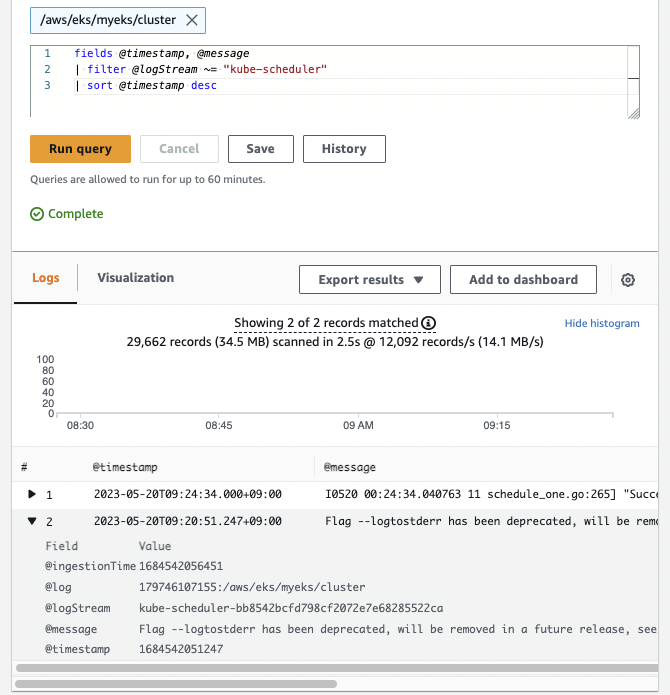 /aws/eks/myeks/cluster
1 fields @timestamp, @message
2 | filter @logStream ~= "kube-scheduler"
3 | sort @timestamp desc
Run query Cancel Save History
Queries are allowed to run for up to 60 minutes.
Complete
Logs Visualization Export results Add to dashboard
Showing 2 of 2 records matched
Hide histogram
29,662 records (34.5 MB) scanned in 2.5s @ 12,092 records/s (14.1 MB/s)
100
80
60
40
20
0
08:30 08:45 09 AM 09:15
# @timestamp @message
1 2023-05-20T09:24:34.000+09:00 I0520 00:24:34.040763 11 schedule_one.go:265] "Succe
2 2023-05-20T09:20:51.247+09:00 Flag --logtostderr has been deprecated, will be remo
Field Value
@ingestionTime 1684542056451
@log 179746107155:/aws/eks/myeks/cluster
@logStream kube-scheduler-bb8542bcfd798cf2072e7e68285522ca
@message Flag --logtostderr has been deprecated, will be removed in a future release, see
@timestamp 1684542051247